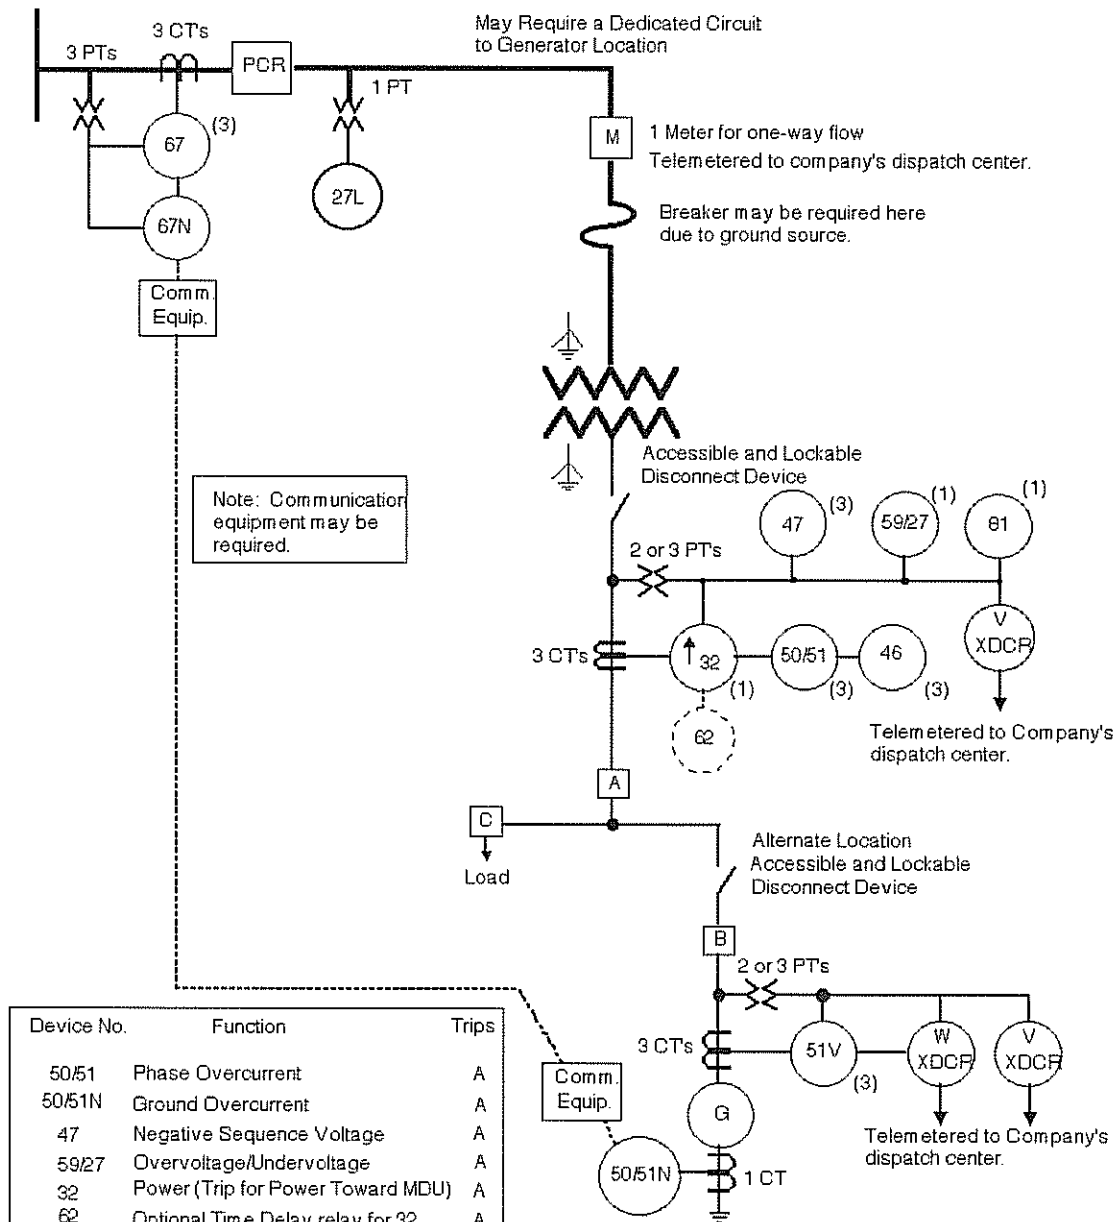 May Require a Dedicated Circuit
to Generator Location
3 CT's
3 PTs
PCR
1 PT
67
(3)
67N
27L
M
1 Meter for one-way flow
Telemetered to company's dispatch center.
Breaker may be required here
due to ground source.
Comm.
Equip.
Note: Communication
equipment may be
required.
Accessible and Lockable
Disconnect Device
47
(3)
59/27
(1)
81
(1)
2 or 3 PT's
3 CT's
32
(1)
50/51
(3)
46
(3)
V
XDCR
62
Telemetered to Company's
dispatch center.
A
C
Load
Alternate Location
Accessible and Lockable
Disconnect Device
B
2 or 3 PT's
3 CT's
51V
(3)
W
XDCR
V
XDCR
G
Comm.
Equip.
50/51N
1 CT
Telemetered to Company's
dispatch center.
Device No. Function Trips
50/51 Phase Overcurrent A
50/51N Ground Overcurrent A
47 Negative Sequence Voltage A
59/27 Overvoltage/Undervoltage A
32 Power (Trip for Power Toward MDU) A
62 Optional Time Delay relay for 32 A